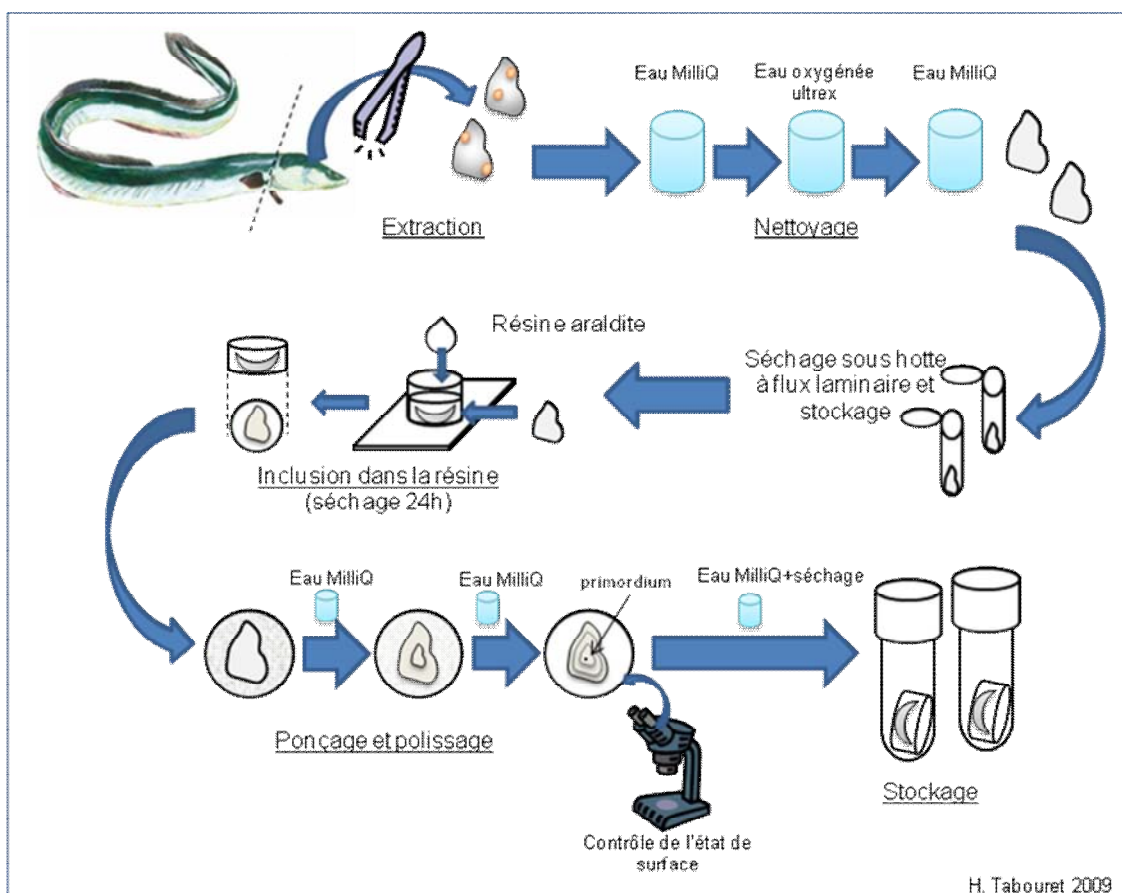 Eau MilliQ
Eau oxygénée
ultrex
Eau MilliQ
Extraction
Nettoyage
Séchage sous hotte
à flux laminaire et
stockage
Résine araldite
Inclusion dans la résine
(séchage 24h)
Eau MilliQ
Eau MilliQ
primordium
Eau MilliQ+séchage
Ponçage et polissage
Contrôle de l'état de
surface
Stockage
H. Tabouret 2009